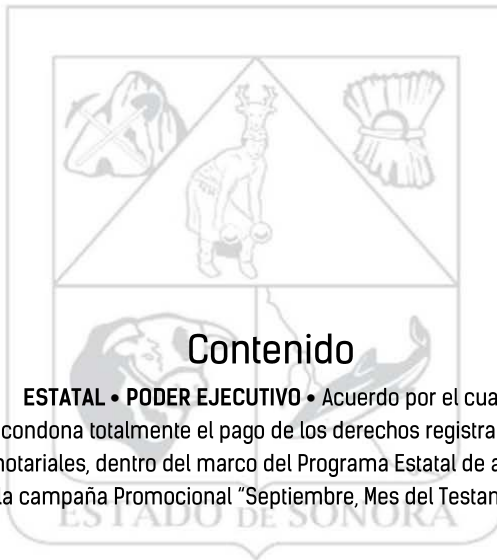 Contenido
ESTATAL • PODER EJECUTIVO • Acuerdo por el cua
condona totalmente el pago de los derechos registra
notariales, dentro del marco del Programa Estatal de a
la campaña Promocional "Septiembre, Mes del Testan
ESTADO DE SONORA